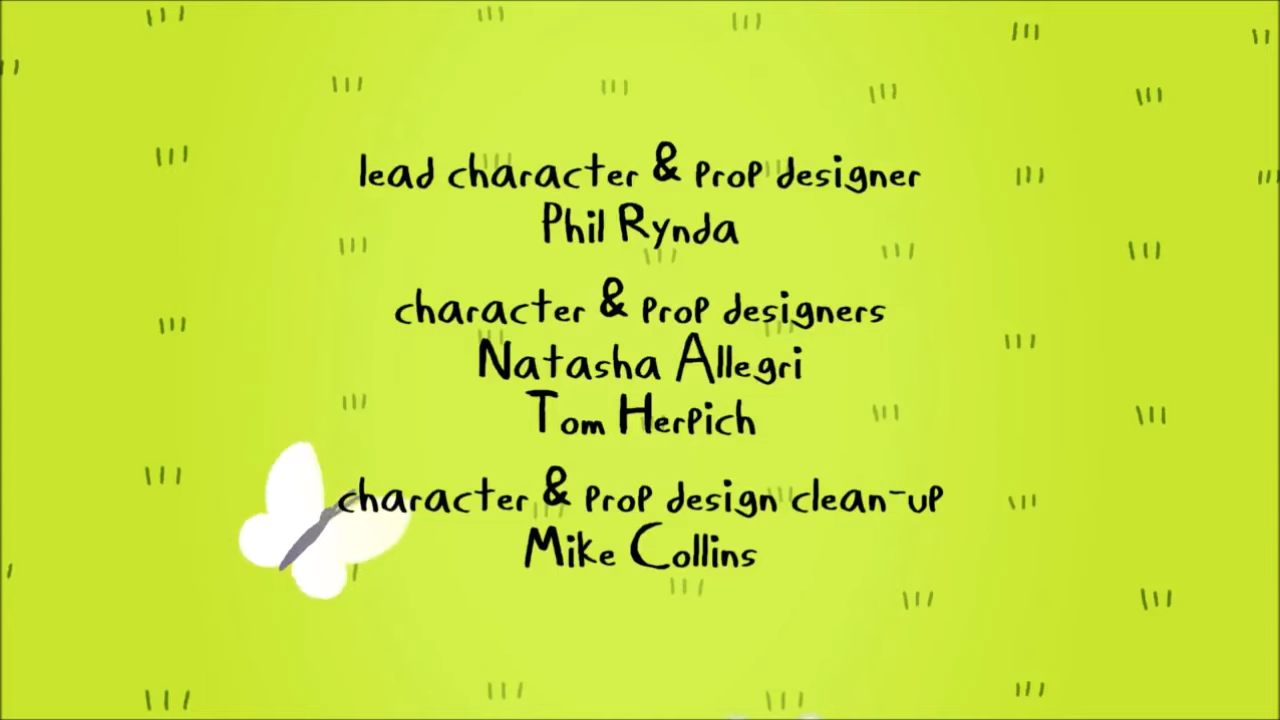 lead character & prop designer
Phil Rynda
character & prop designers
Natasha Allegri
Tom Herpich
character & prop design clean-up
Mike Collins